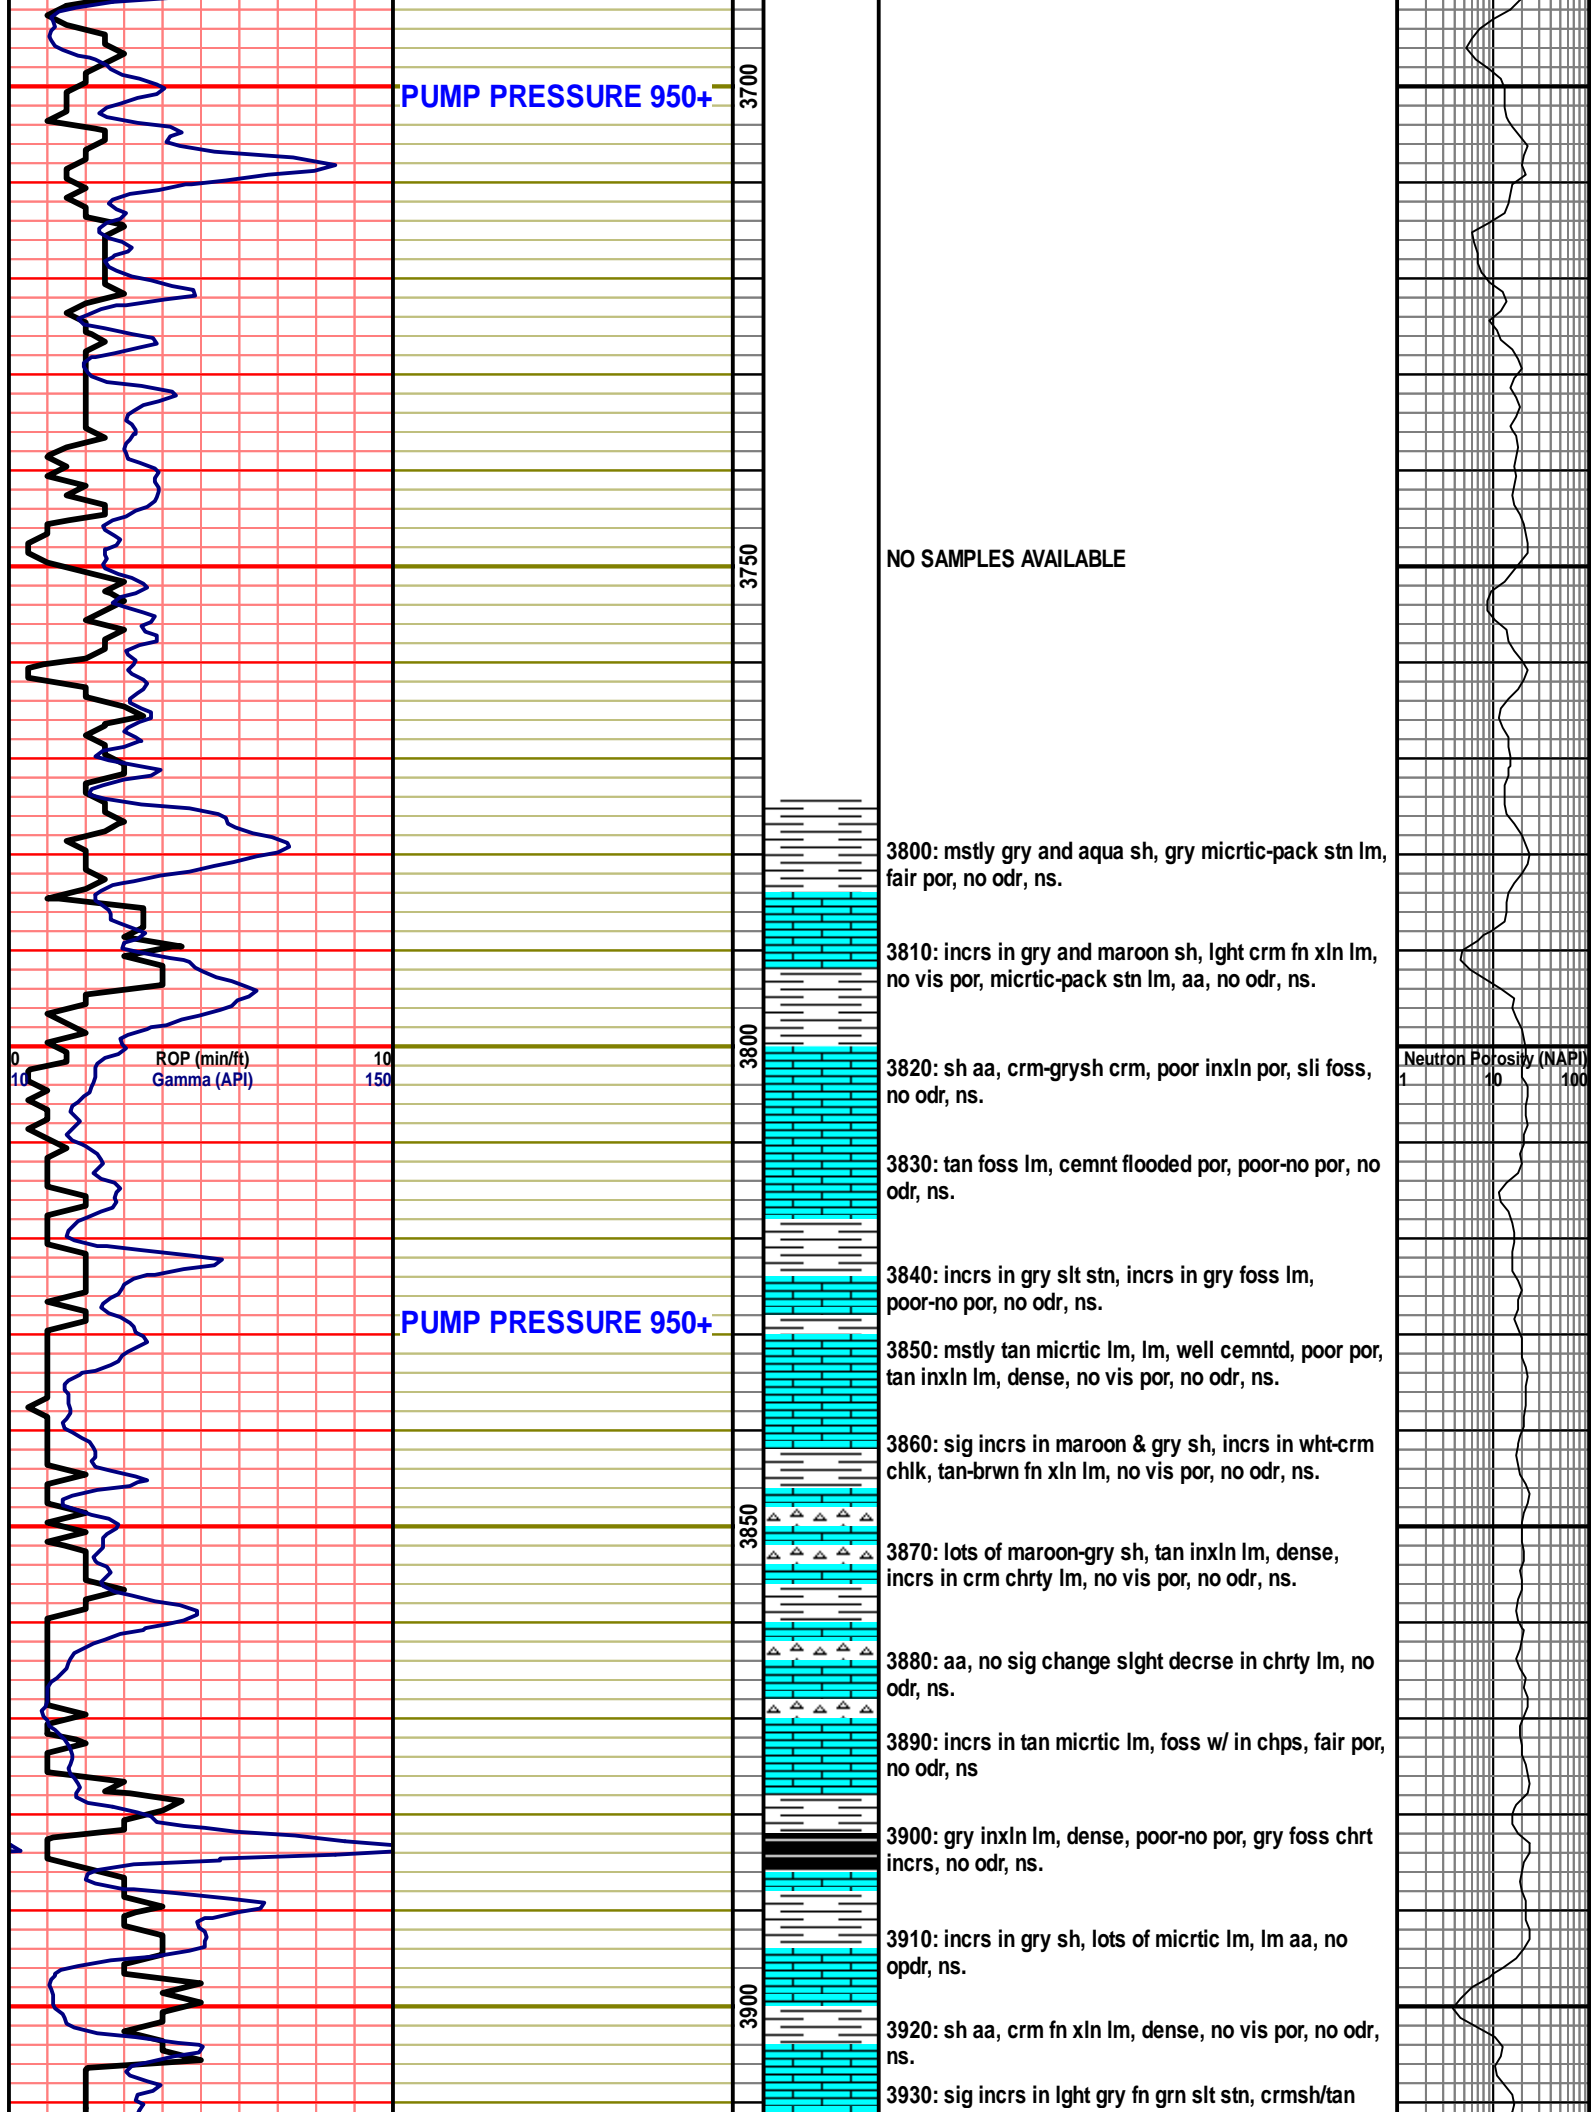 PUMP PRESSURE 950+
3700
3750
NO SAMPLES AVAILABLE
3800: mstly gry and aqua sh, gry micrtic-pack stn lm,
fair por, no odr, ns.
3810: incrs in gry and maroon sh, lght crm fn xln lm,
no vis por, micrtic-pack stn lm, aa, no odr, ns.
3800
0 ROP (min/ft) 10
10 Gamma (API) 150
Neutron Porosity (NAPI)
1 10 100
3820: sh aa, crm-grysh crm, poor inxln por, sli foss,
no odr, ns.
3830: tan foss lm, cemnt flooded por, poor-no por, no
odr, ns.
3840: incrs in gry slt stn, incrs in gry foss lm,
poor-no por, no odr, ns.
PUMP PRESSURE 950+
3850: mstly tan micrtic lm, lm, well cemntd, poor por,
tan inxln lm, dense, no vis por, no odr, ns.
3860: sig incrs in maroon & gry sh, incrs in wht-crm
chlk, tan-brwn fn xln lm, no vis por, no odr, ns.
3850
3870: lots of maroon-gry sh, tan inxln lm, dense,
incrs in crm chrty lm, no vis por, no odr, ns.
3880: aa, no sig change slght decrse in chrty lm, no
odr, ns.
3890: incrs in tan micrtic lm, foss w/ in chps, fair por,
no odr, ns
3900: gry inxln lm, dense, poor-no por, gry foss chrt
incrs, no odr, ns.
3910: incrs in gry sh, lots of micrtic lm, lm aa, no
opdr, ns.
3900
3920: sh aa, crm fn xln lm, dense, no vis por, no odr,
ns.
3930: sig incrs in lght gry fn grn slt stn, crmsh/tan